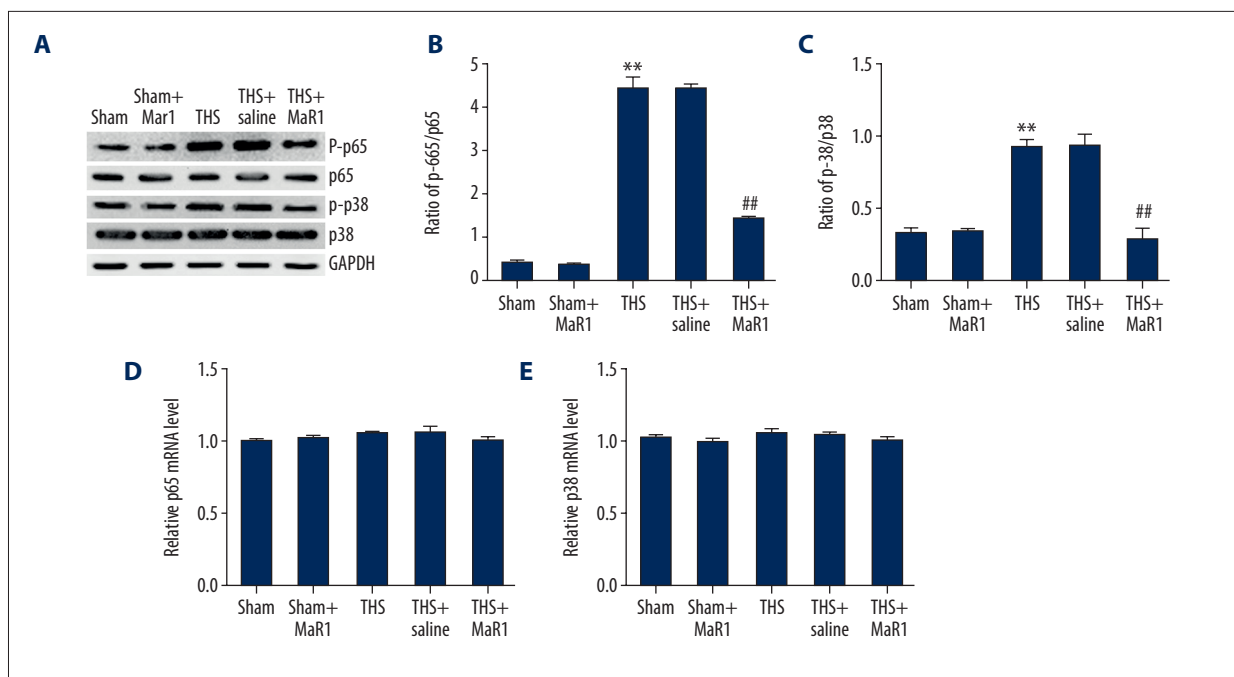 A
Sham
Sham+
Mar1
THS
THS+
saline
THS+
MaR1
P-p65
p65
p-p38
p38
GAPDH
B
Ratio of p-665/p65
5
4
3
2
1
0
**
##
Sham
Sham+
MaR1
THS
THS+
saline
THS+
MaR1
C
Ratio of p-38/p38
1.5
1.0
0.5
0.0
**
##
Sham
Sham+
MaR1
THS
THS+
saline
THS+
MaR1
D
Relative p65 mRNA level
1.5
1.0
0.5
0.0
Sham
Sham+
MaR1
THS
THS+
saline
THS+
MaR1
E
Relative p38 mRNA level
1.5
1.0
0.5
0.0
Sham
Sham+
MaR1
THS
THS+
saline
THS+
MaR1